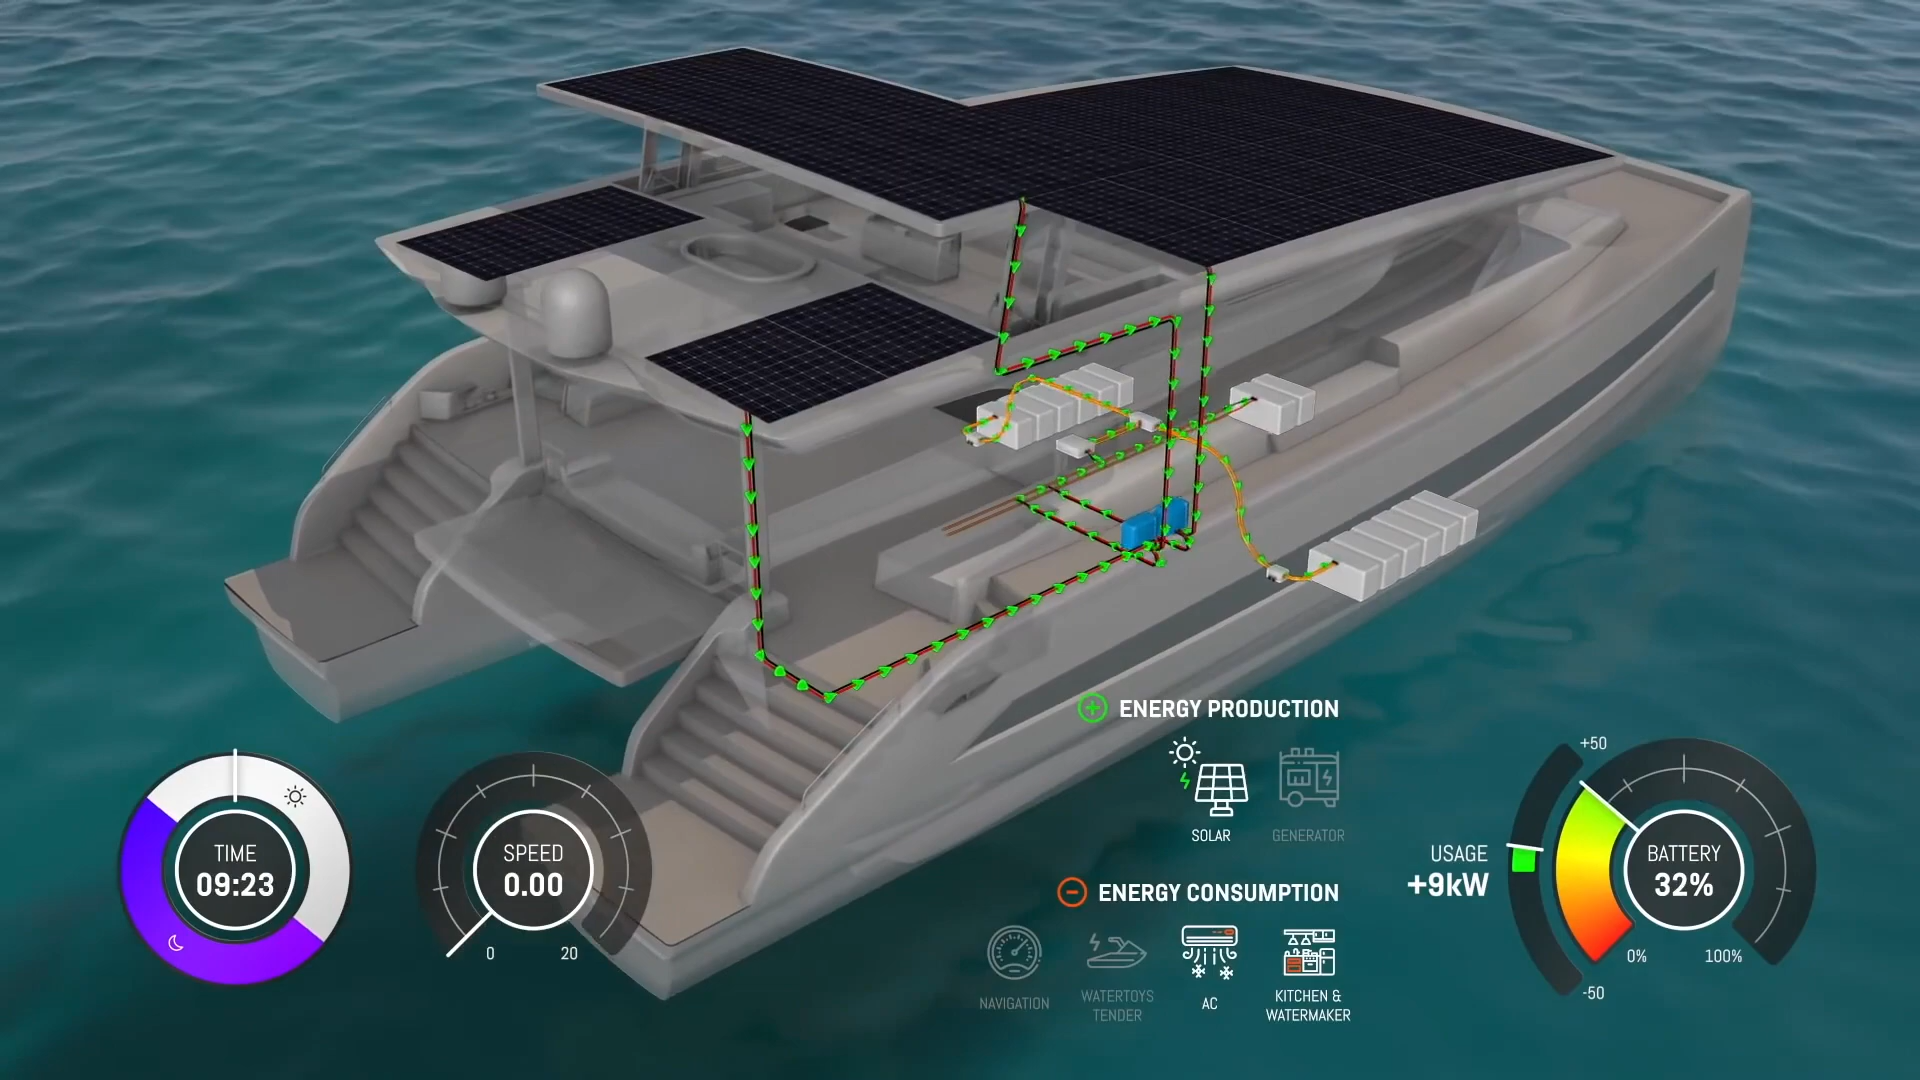 ENERGY PRODUCTION
SOLAR
GENERATOR
ENERGY CONSUMPTION
NAVIGATION
WATERTOYS
TENDER
AC
KITCHEN &
WATERMAKER
TIME
09:23
SPEED
0.00
0
20
USAGE
+9kW
+50
-50
BATTERY
32%
0%
100%